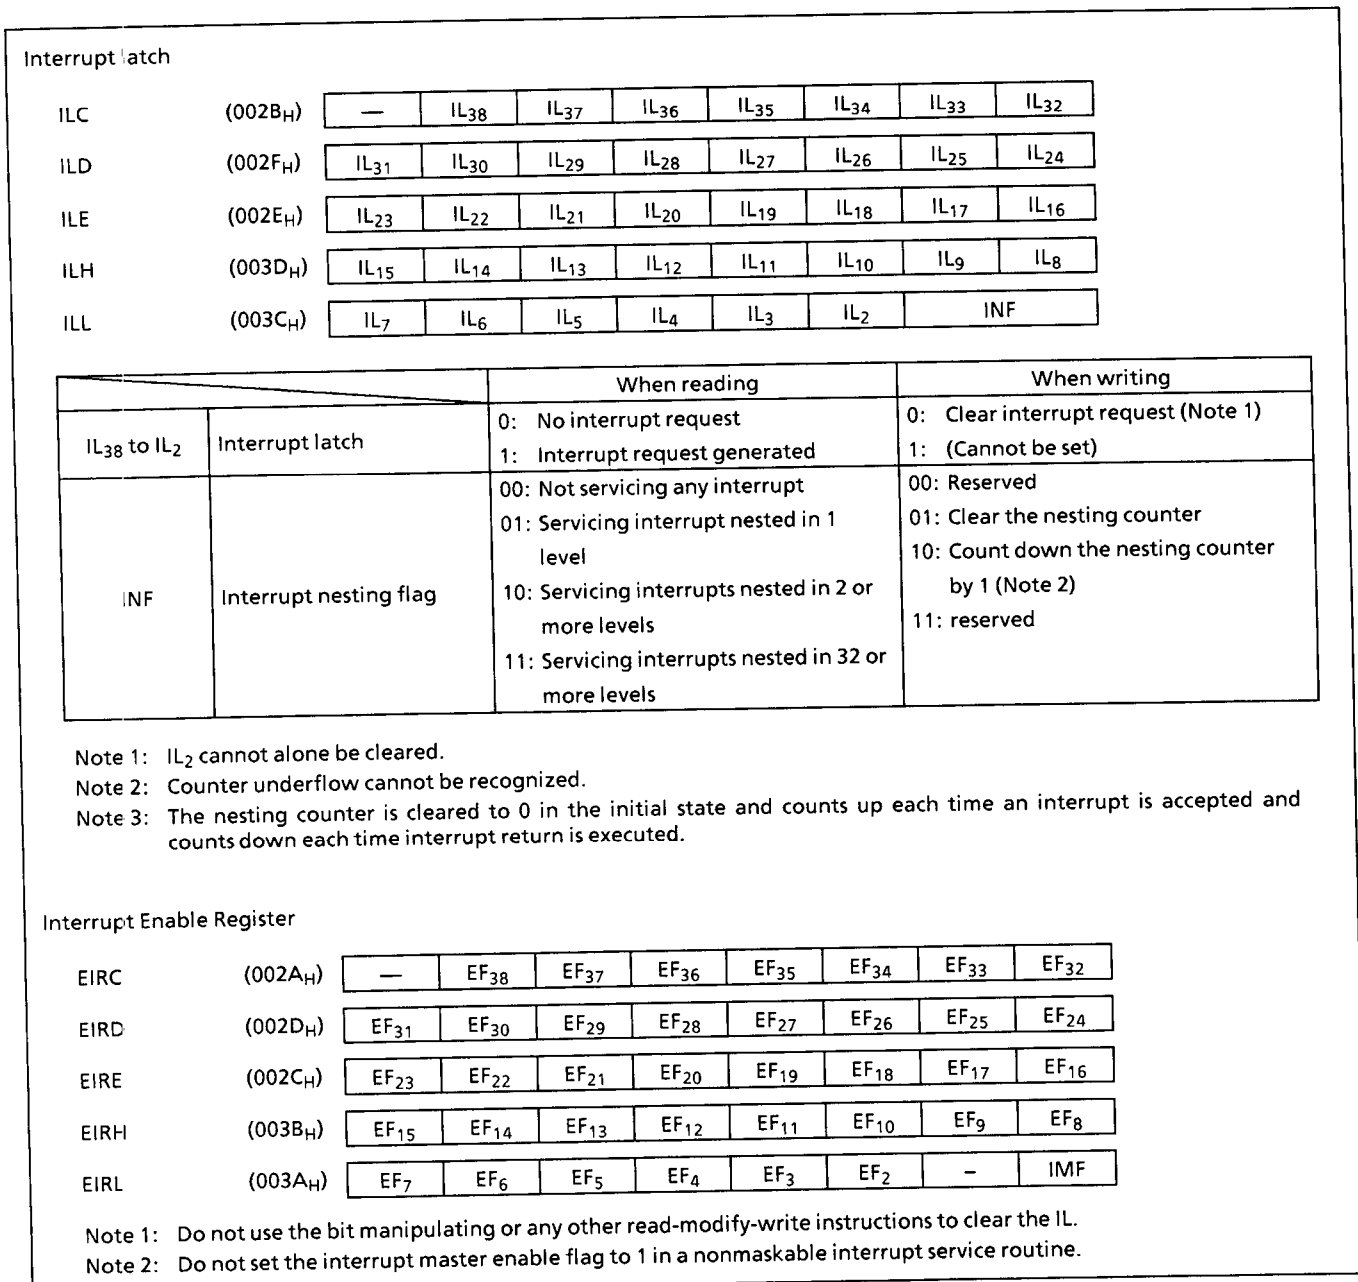 Interrupt latch
ILC (002BH) — IL38 IL37 IL36 IL35 IL34 IL33 IL32
ILD (002FH) IL31 IL30 IL29 IL28 IL27 IL26 IL25 IL24
ILE (002EH) IL23 IL22 IL21 IL20 IL19 IL18 IL17 IL16
ILH (003DH) IL15 IL14 IL13 IL12 IL11 IL10 IL9 IL8
ILL (003CH) IL7 IL6 IL5 IL4 IL3 IL2 INF
When reading When writing
IL38 to IL2 Interrupt latch
0: No interrupt request
1: Interrupt request generated
0: Clear interrupt request (Note 1)
1: (Cannot be set)
INF Interrupt nesting flag
00: Not servicing any interrupt
01: Servicing interrupt nested in 1
level
10: Servicing interrupts nested in 2 or
more levels
11: Servicing interrupts nested in 32 or
more levels
00: Reserved
01: Clear the nesting counter
10: Count down the nesting counter
by 1 (Note 2)
11: reserved
Note 1: IL2 cannot alone be cleared.
Note 2: Counter underflow cannot be recognized.
Note 3: The nesting counter is cleared to 0 in the initial state and counts up each time an interrupt is accepted and
counts down each time interrupt return is executed.
Interrupt Enable Register
EIRC (002AH) — EF38 EF37 EF36 EF35 EF34 EF33 EF32
EIRD (002DH) EF31 EF30 EF29 EF28 EF27 EF26 EF25 EF24
EIRE (002CH) EF23 EF22 EF21 EF20 EF19 EF18 EF17 EF16
EIRH (003BH) EF15 EF14 EF13 EF12 EF11 EF10 EF9 EF8
EIRL (003AH) EF7 EF6 EF5 EF4 EF3 EF2 – IMF
Note 1: Do not use the bit manipulating or any other read-modify-write instructions to clear the IL.
Note 2: Do not set the interrupt master enable flag to 1 in a nonmaskable interrupt service routine.